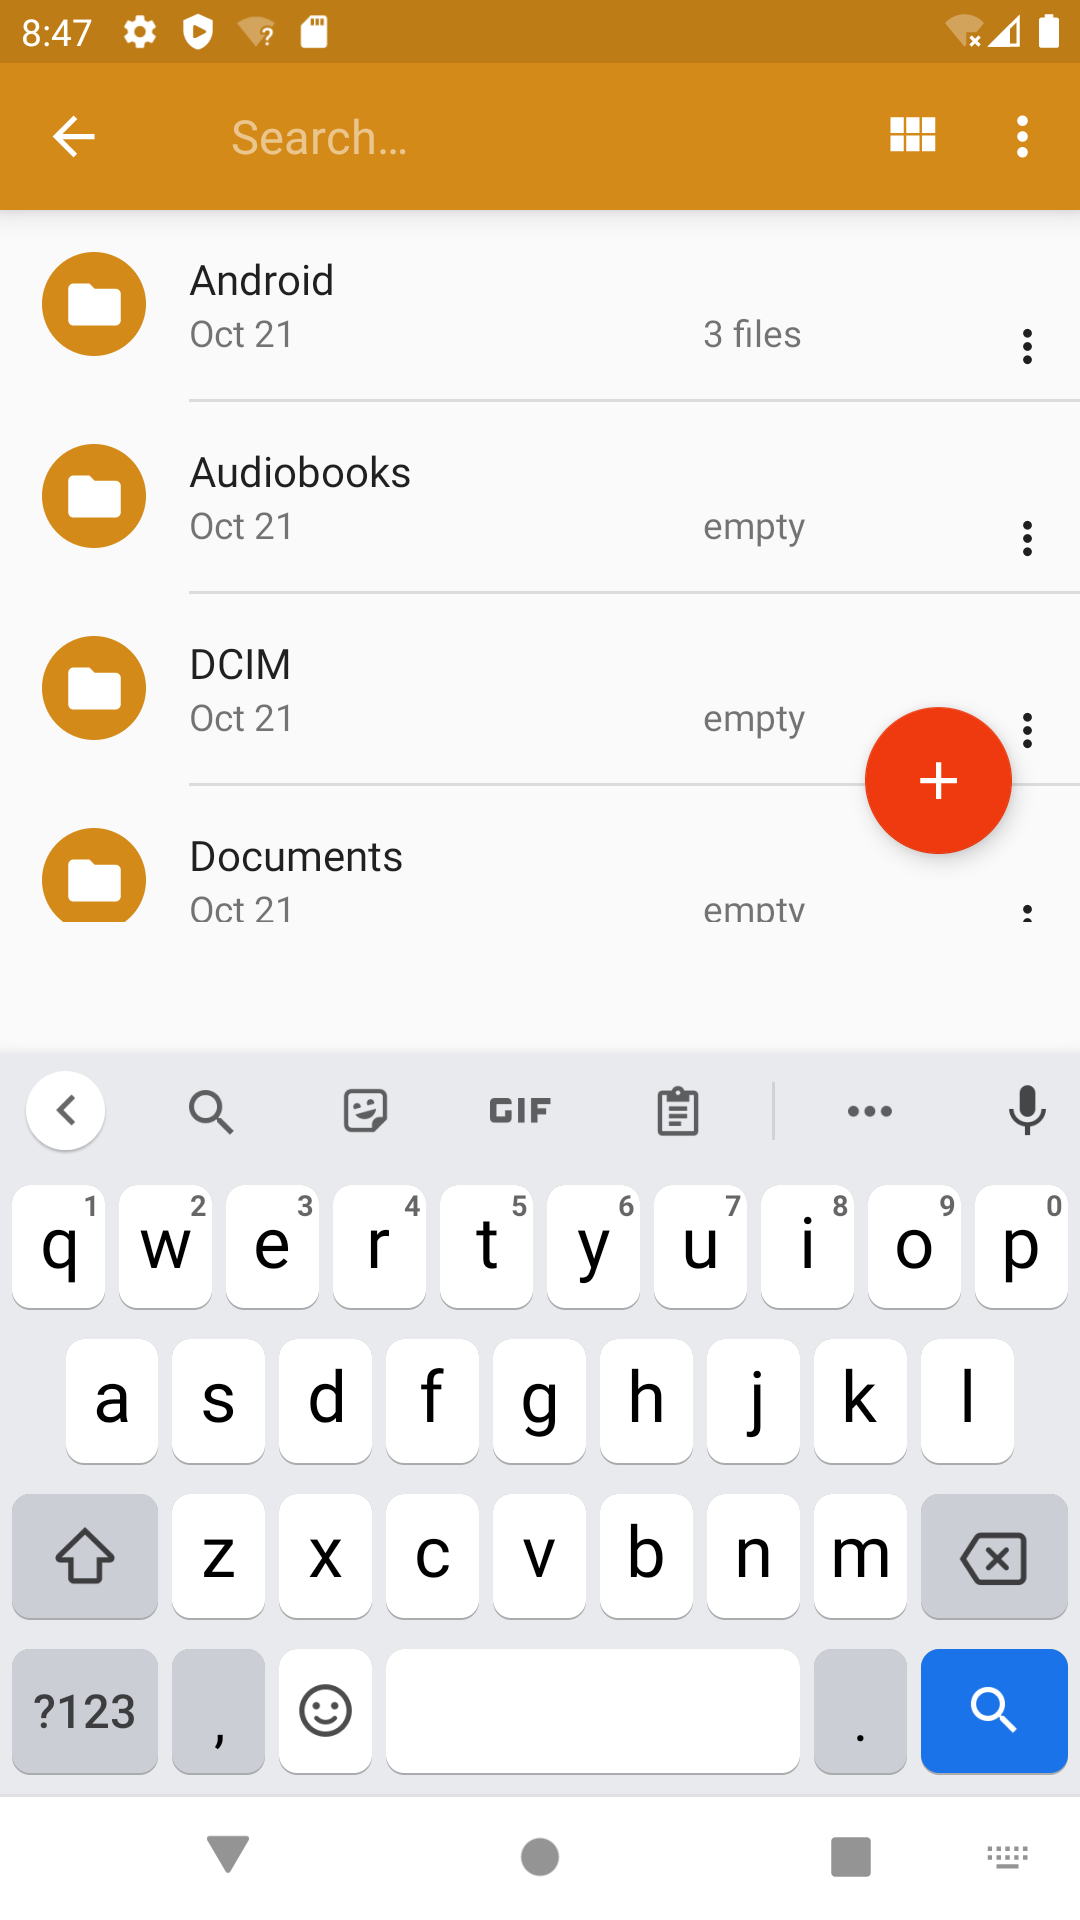 8:47
Search…
Android
Oct 21
3 files
Audiobooks
Oct 21
empty
DCIM
Oct 21
empty
Documents
Oct 21
empty
GIF
q 1 w 2 e 3 r 4 t 5 y 6 u 7 i 8 o 9 p 0
a s d f g h j k l
z x c v b n m
?123 , .